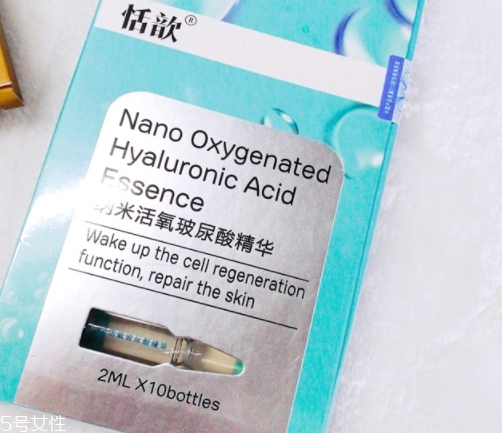 恬歆®
Nano Oxygenated
Hyaluronic Acid
Essence
纳米活氧玻尿酸精华
Wake up the cell regeneration
function, repair the skin
2ML X10bottles
5号女性